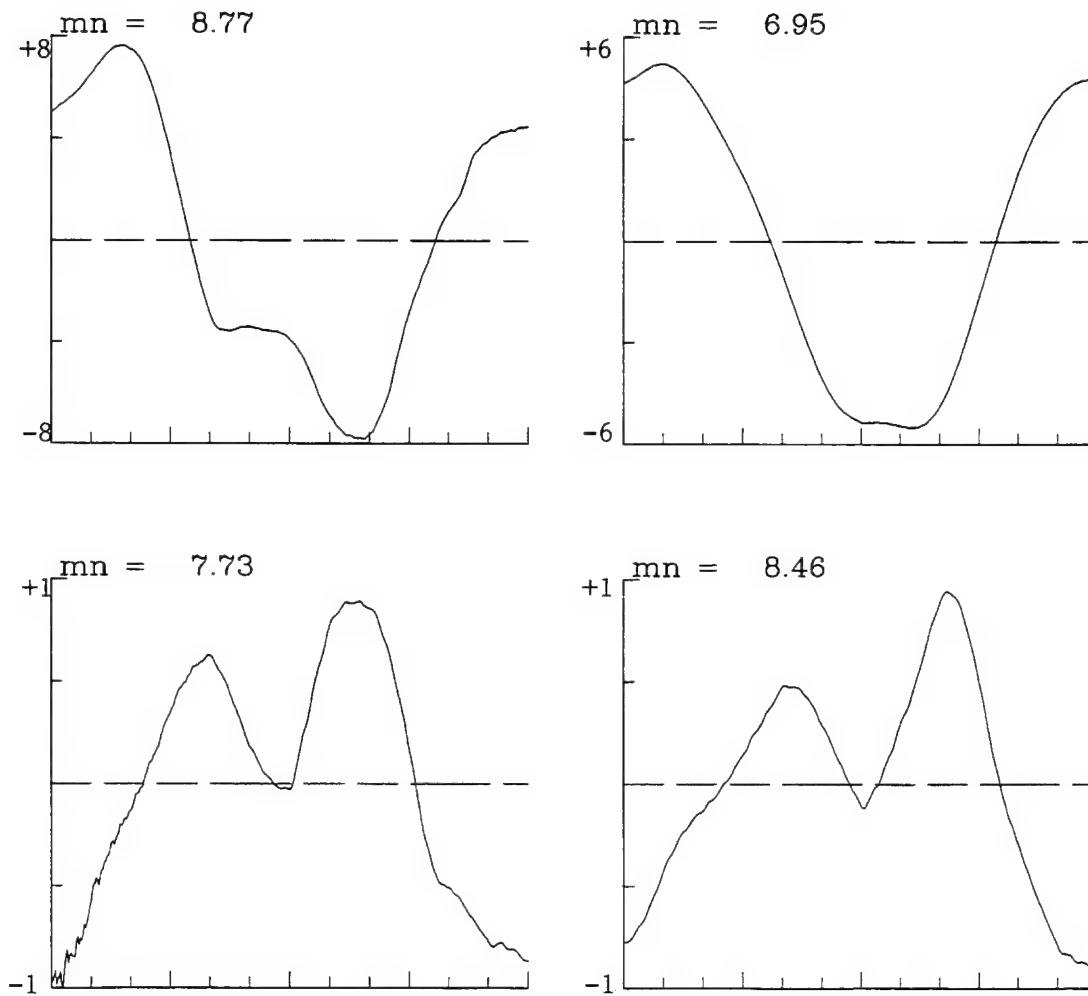 mn = 8.77
+8
-8
mn = 6.95
+6
-6
mn = 7.73
+1
-1
mn = 8.46
+1
-1